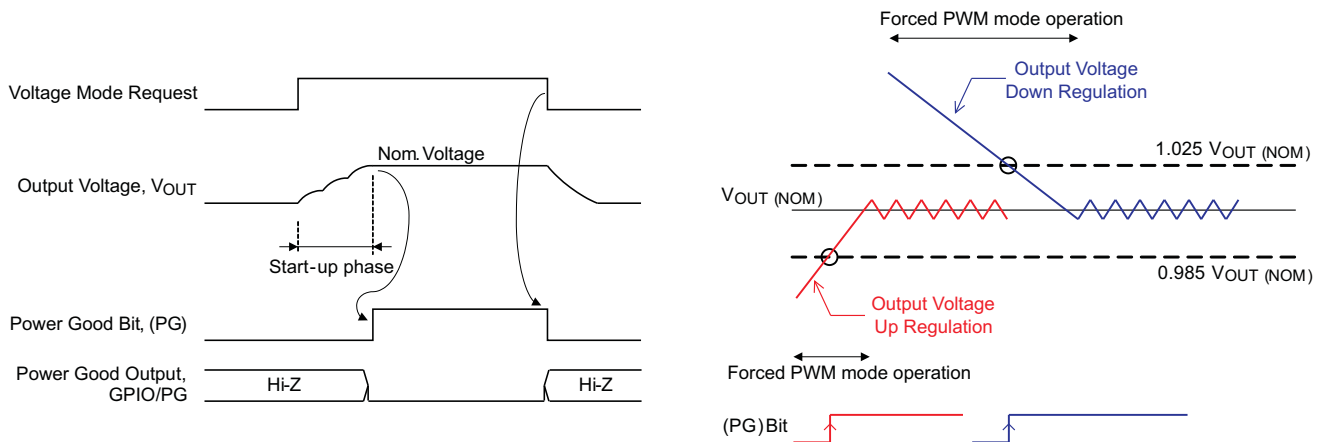 Voltage Mode Request
Nom. Voltage
Output Voltage, VOUT
Start-up phase
Power Good Bit, (PG)
Power Good Output,
GPIO/PG
Hi-Z
Hi-Z
Forced PWM mode operation
Output Voltage
Down Regulation
1.025 VOUT (NOM)
VOUT (NOM)
0.985 VOUT (NOM)
Output Voltage
Up Regulation
Forced PWM mode operation
(PG) Bit